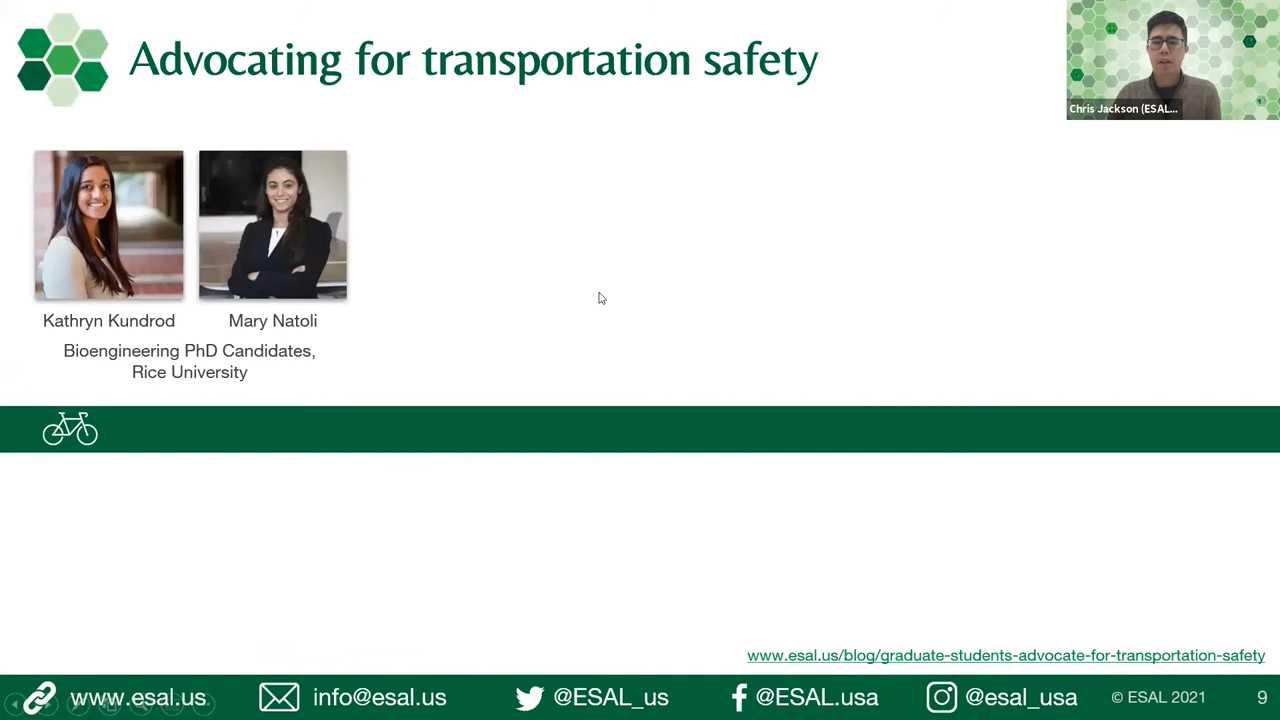 Advocating for transportation safety
Chris Jackson (ESAL...
Kathryn Kundrod
Mary Natoli
Bioengineering PhD Candidates,
Rice University
www.esal.us/blog/graduate-students-advocate-for-transportation-safety
www.esal.us
info@esal.us
@ESAL_us
@ESAL.usa
@esal_usa
© ESAL 2021
9